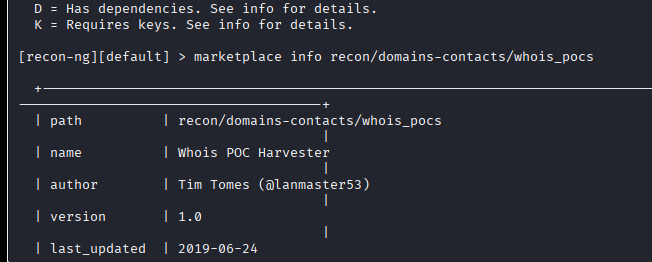 D = Has dependencies. See info for details.
K = Requires keys. See info for details.
[recon-ng][default] > marketplace info recon/domains-contacts/whois_pocs
+---------------------------------------------------------------------------
--------------------------------------+
| path | recon/domains-contacts/whois_pocs
|
| name | Whois POC Harvester
|
| author | Tim Tomes (@lanmaster53)
|
| version | 1.0
|
| last_updated | 2019-06-24